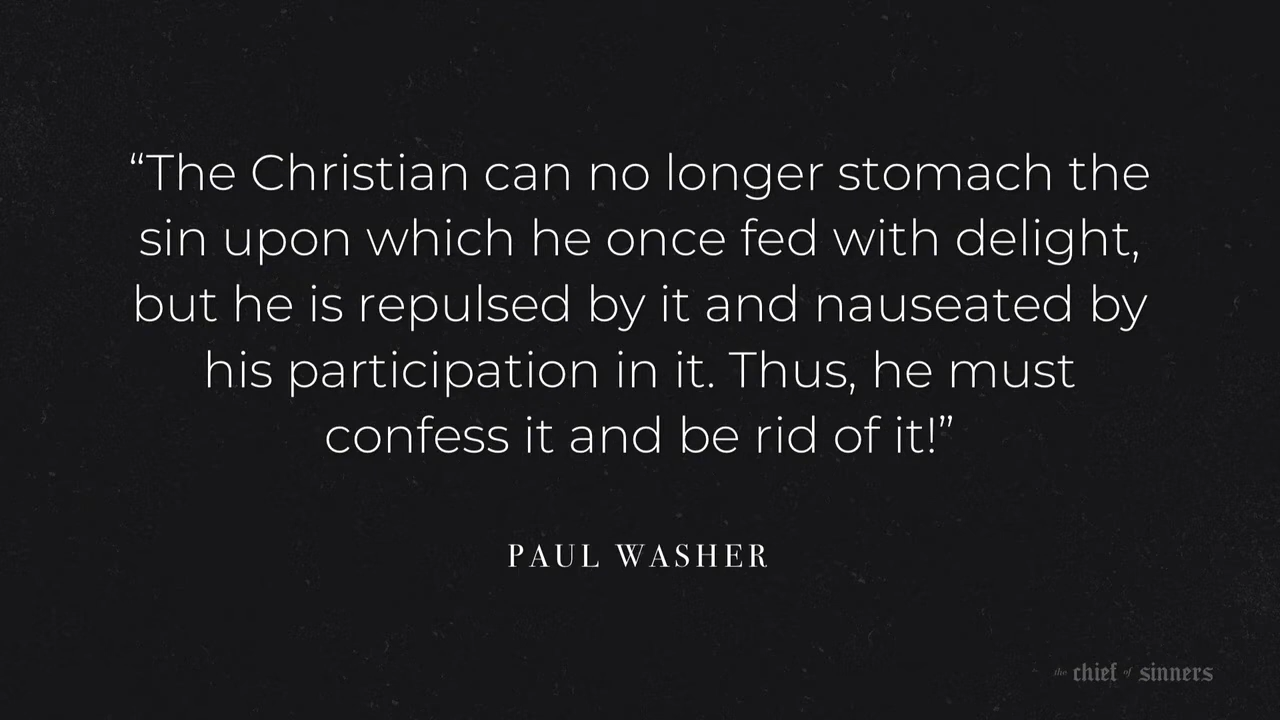 “The Christian can no longer stomach the
sin upon which he once fed with delight,
but he is repulsed by it and nauseated by
his participation in it. Thus, he must
confess it and be rid of it!”
PAUL WASHER
the chief of sinners